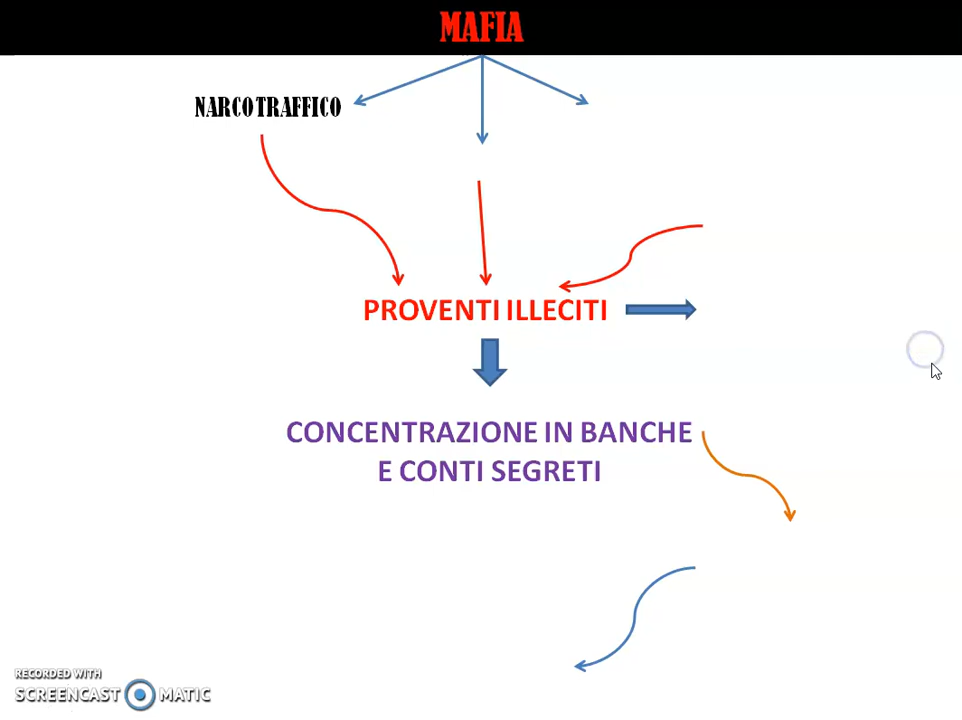 MAFIA
NARCOTRAFFICO
PROVENTI ILLECITI
CONCENTRAZIONE IN BANCHE
E CONTI SEGRETI
RECORDED WITH
SCREENCAST MATIC